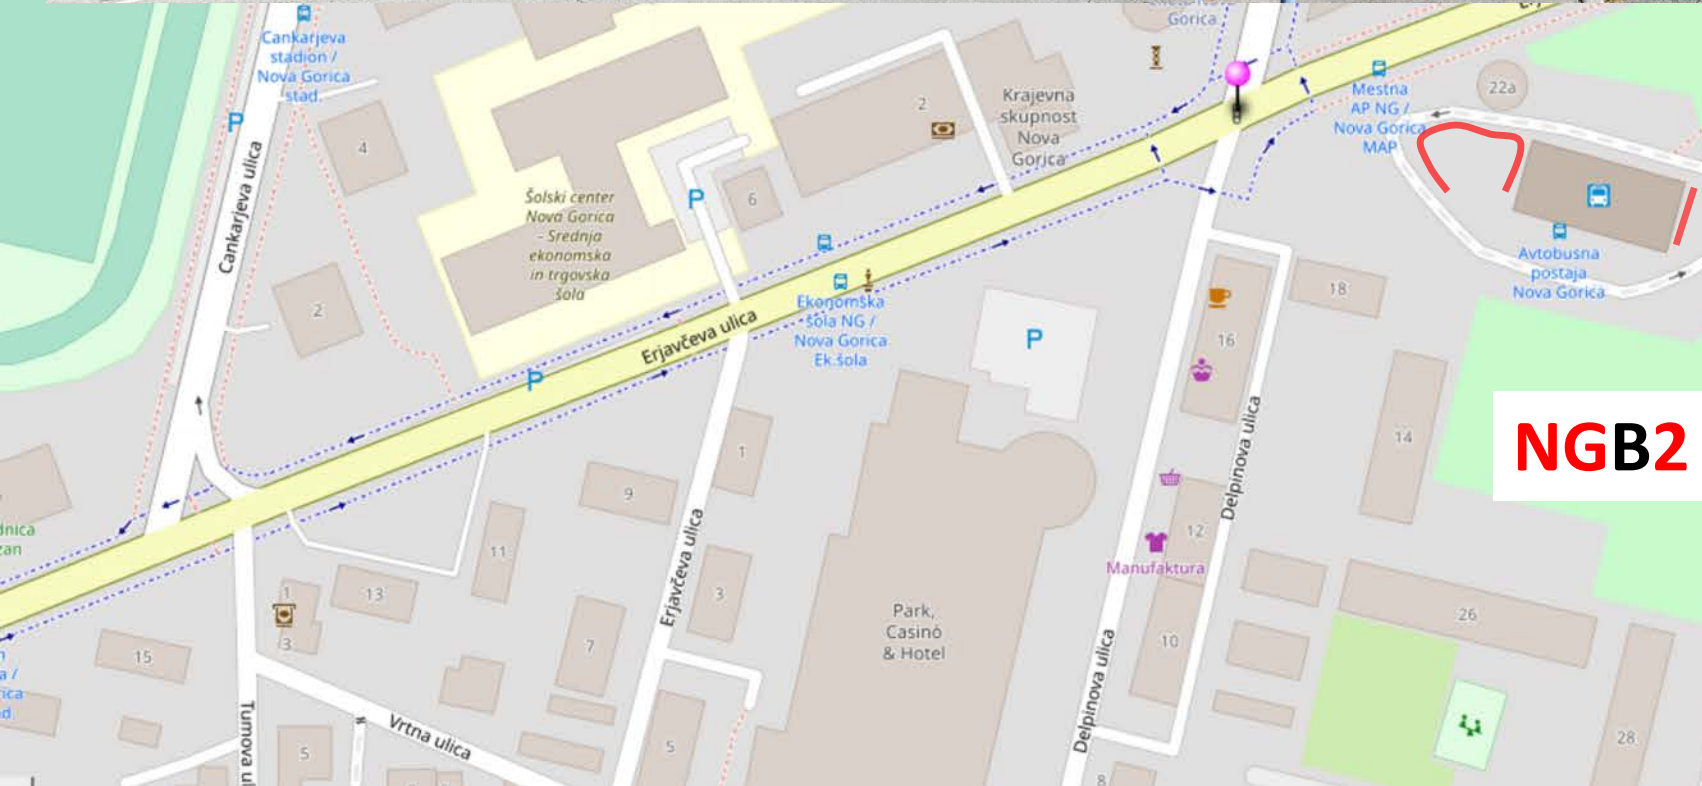 Gorica
Cankarjeva
stadion /
Nova Gorica
stad.
P
Cankarjeva ulica
4
2
Šolski center
Nova Gorica
- Srednja
ekonomska
in trgovska
šola
P
6
2
Krajevna
skupnost
Nova
Gorica
Mestna
AP NG /
Nova Gorica
MAP
22a
Avtobusna
postaja
Nova Gorica
Ekonomska
šola NG /
Nova Gorica
Ek.šola
Erjavčeva ulica
P
P
18
16
14
NGB2
Delpinova ulica
12
Manufaktura
10
Delpinova ulica
8
26
28
Park,
Casinò
& Hotel
1
9
11
Erjavčeva ulica
3
7
13
1
3
15
5
5
Vrtna ulica
Tumova ul